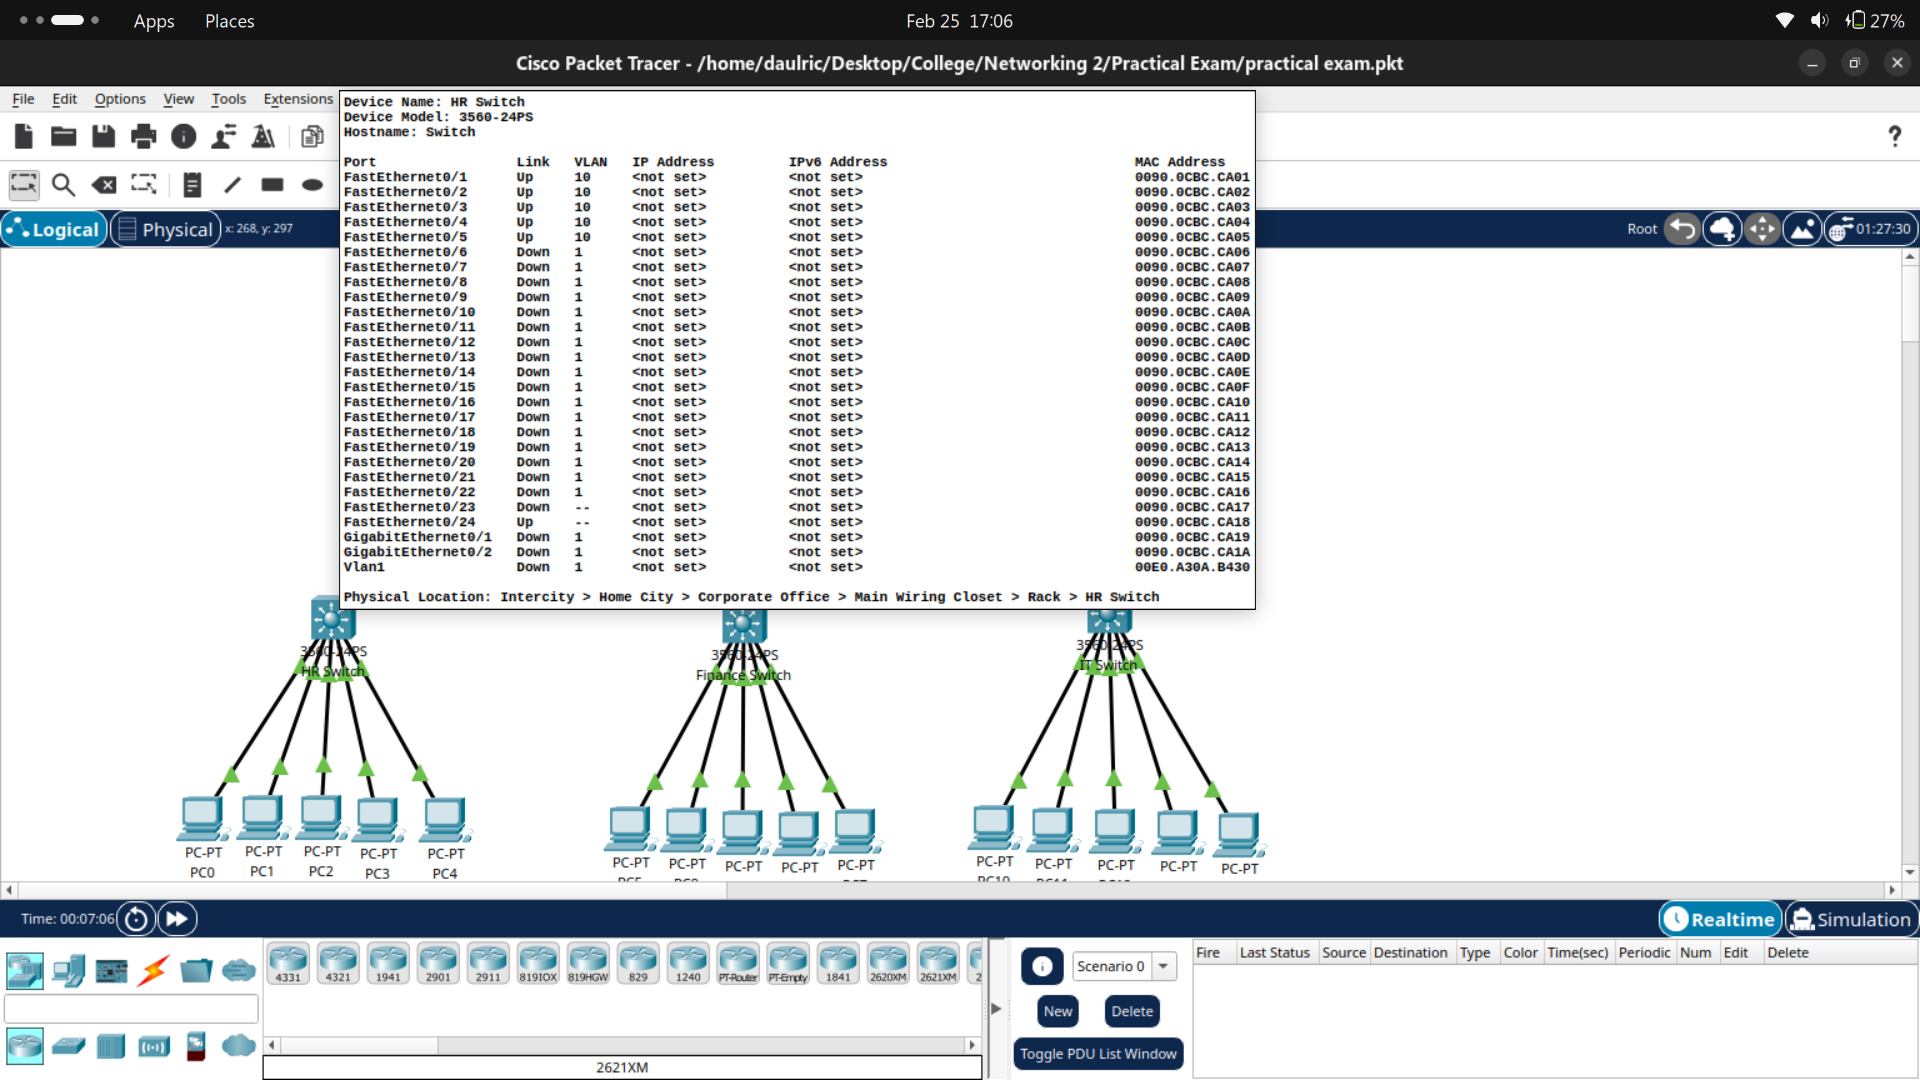 Apps Places Feb 25 17:06 27%
Cisco Packet Tracer - /home/daulric/Desktop/College/Networking 2/Practical Exam/practical exam.pkt
File Edit Options View Tools Extensions
Device Name: HR Switch
Device Model: 3560-24PS
Hostname: Switch
Port Link VLAN IP Address IPv6 Address MAC Address
FastEthernet0/1 Up 10 <not set> <not set> 0090.0CBC.CA01
FastEthernet0/2 Up 10 <not set> <not set> 0090.0CBC.CA02
FastEthernet0/3 Up 10 <not set> <not set> 0090.0CBC.CA03
FastEthernet0/4 Up 10 <not set> <not set> 0090.0CBC.CA04
FastEthernet0/5 Up 10 <not set> <not set> 0090.0CBC.CA05
FastEthernet0/6 Down 1 <not set> <not set> 0090.0CBC.CA06
FastEthernet0/7 Down 1 <not set> <not set> 0090.0CBC.CA07
FastEthernet0/8 Down 1 <not set> <not set> 0090.0CBC.CA08
FastEthernet0/9 Down 1 <not set> <not set> 0090.0CBC.CA09
FastEthernet0/10 Down 1 <not set> <not set> 0090.0CBC.CA0A
FastEthernet0/11 Down 1 <not set> <not set> 0090.0CBC.CA0B
FastEthernet0/12 Down 1 <not set> <not set> 0090.0CBC.CA0C
FastEthernet0/13 Down 1 <not set> <not set> 0090.0CBC.CA0D
FastEthernet0/14 Down 1 <not set> <not set> 0090.0CBC.CA0E
FastEthernet0/15 Down 1 <not set> <not set> 0090.0CBC.CA0F
FastEthernet0/16 Down 1 <not set> <not set> 0090.0CBC.CA10
FastEthernet0/17 Down 1 <not set> <not set> 0090.0CBC.CA11
FastEthernet0/18 Down 1 <not set> <not set> 0090.0CBC.CA12
FastEthernet0/19 Down 1 <not set> <not set> 0090.0CBC.CA13
FastEthernet0/20 Down 1 <not set> <not set> 0090.0CBC.CA14
FastEthernet0/21 Down 1 <not set> <not set> 0090.0CBC.CA15
FastEthernet0/22 Down 1 <not set> <not set> 0090.0CBC.CA16
FastEthernet0/23 Down -- <not set> <not set> 0090.0CBC.CA17
FastEthernet0/24 Up -- <not set> <not set> 0090.0CBC.CA18
GigabitEthernet0/1 Down 1 <not set> <not set> 0090.0CBC.CA19
GigabitEthernet0/2 Down 1 <not set> <not set> 0090.0CBC.CA1A
Vlan1 Down 1 <not set> <not set> 00E0.A30A.B430
Physical Location: Intercity > Home City > Corporate Office > Main Wiring Closet > Rack > HR Switch
?
Logical Physical x: 268, y: 297 Root 01:27:30
3560-24PS
HR Switch
3560-24PS
Finance Switch
3560-24PS
IT Switch
PC-PT PC-PT PC-PT PC-PT PC-PT
PC0 PC1 PC2 PC3 PC4
PC-PT PC-PT PC-PT PC-PT PC-PT
PC-PT PC-PT PC-PT PC-PT PC-PT
PC10 PC11
Time: 00:07:06 Realtime Simulation
4331 4321 1941 2901 2911 819IOX 819HGW 829 1240 PT-Router PT-Empty 1841 2620XM 2621XM
2621XM
Scenario 0
New Delete
Toggle PDU List Window
Fire Last Status Source Destination Type Color Time(sec) Periodic Num Edit Delete